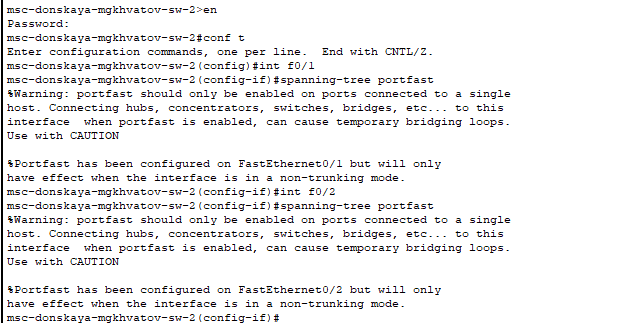 msc-donskaya-mgkhvatov-sw-2>en
Password:
msc-donskaya-mgkhvatov-sw-2#conf t
Enter configuration commands, one per line.  End with CNTL/Z.
msc-donskaya-mgkhvatov-sw-2(config)#int f0/1
msc-donskaya-mgkhvatov-sw-2(config-if)#spanning-tree portfast
%Warning: portfast should only be enabled on ports connected to a single
host. Connecting hubs, concentrators, switches, bridges, etc... to this
interface  when portfast is enabled, can cause temporary bridging loops.
Use with CAUTION

%Portfast has been configured on FastEthernet0/1 but will only
have effect when the interface is in a non-trunking mode.
msc-donskaya-mgkhvatov-sw-2(config-if)#int f0/2
msc-donskaya-mgkhvatov-sw-2(config-if)#spanning-tree portfast
%Warning: portfast should only be enabled on ports connected to a single
host. Connecting hubs, concentrators, switches, bridges, etc... to this
interface  when portfast is enabled, can cause temporary bridging loops.
Use with CAUTION

%Portfast has been configured on FastEthernet0/2 but will only
have effect when the interface is in a non-trunking mode.
msc-donskaya-mgkhvatov-sw-2(config-if)#